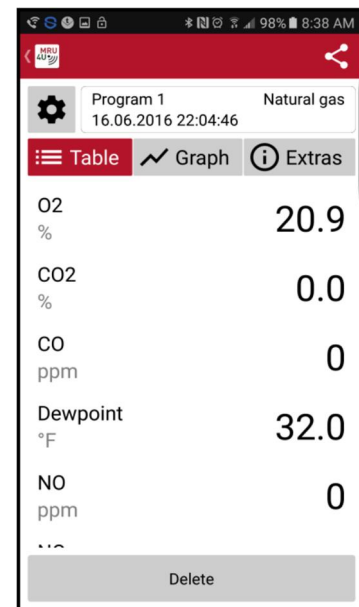 98% 8:38 AM
MRU
4U
Program 1 Natural gas
16.06.2016 22:04:46
Table Graph Extras
O2
% 20.9
CO2
% 0.0
CO
ppm 0
Dewpoint
°F 32.0
NO
ppm 0
Delete